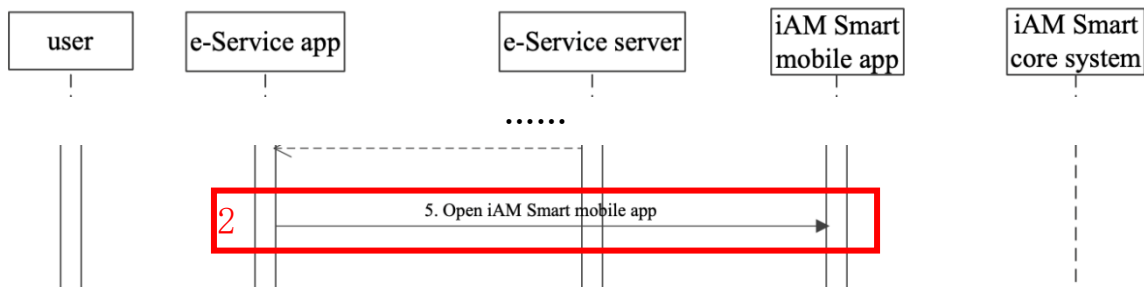 user
e-Service app
e-Service server
iAM Smart
mobile app
iAM Smart
core system
......
5. Open iAM Smart mobile app
2